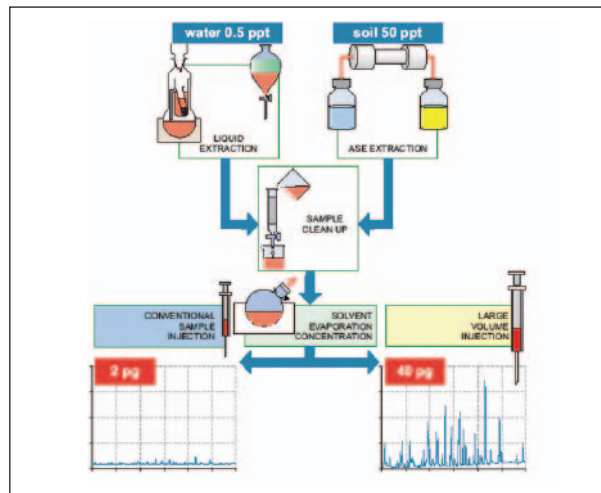 water 0.5 ppt
soil 50 ppt
LIQUID
EXTRACTION
ASE EXTRACTION
SAMPLE
CLEAN UP
CONVENTIONAL
SAMPLE
INJECTION
SOLVENT
EVAPORATION
CONCENTRATION
LARGE
VOLUME
INJECTION
2 pg
40 pg